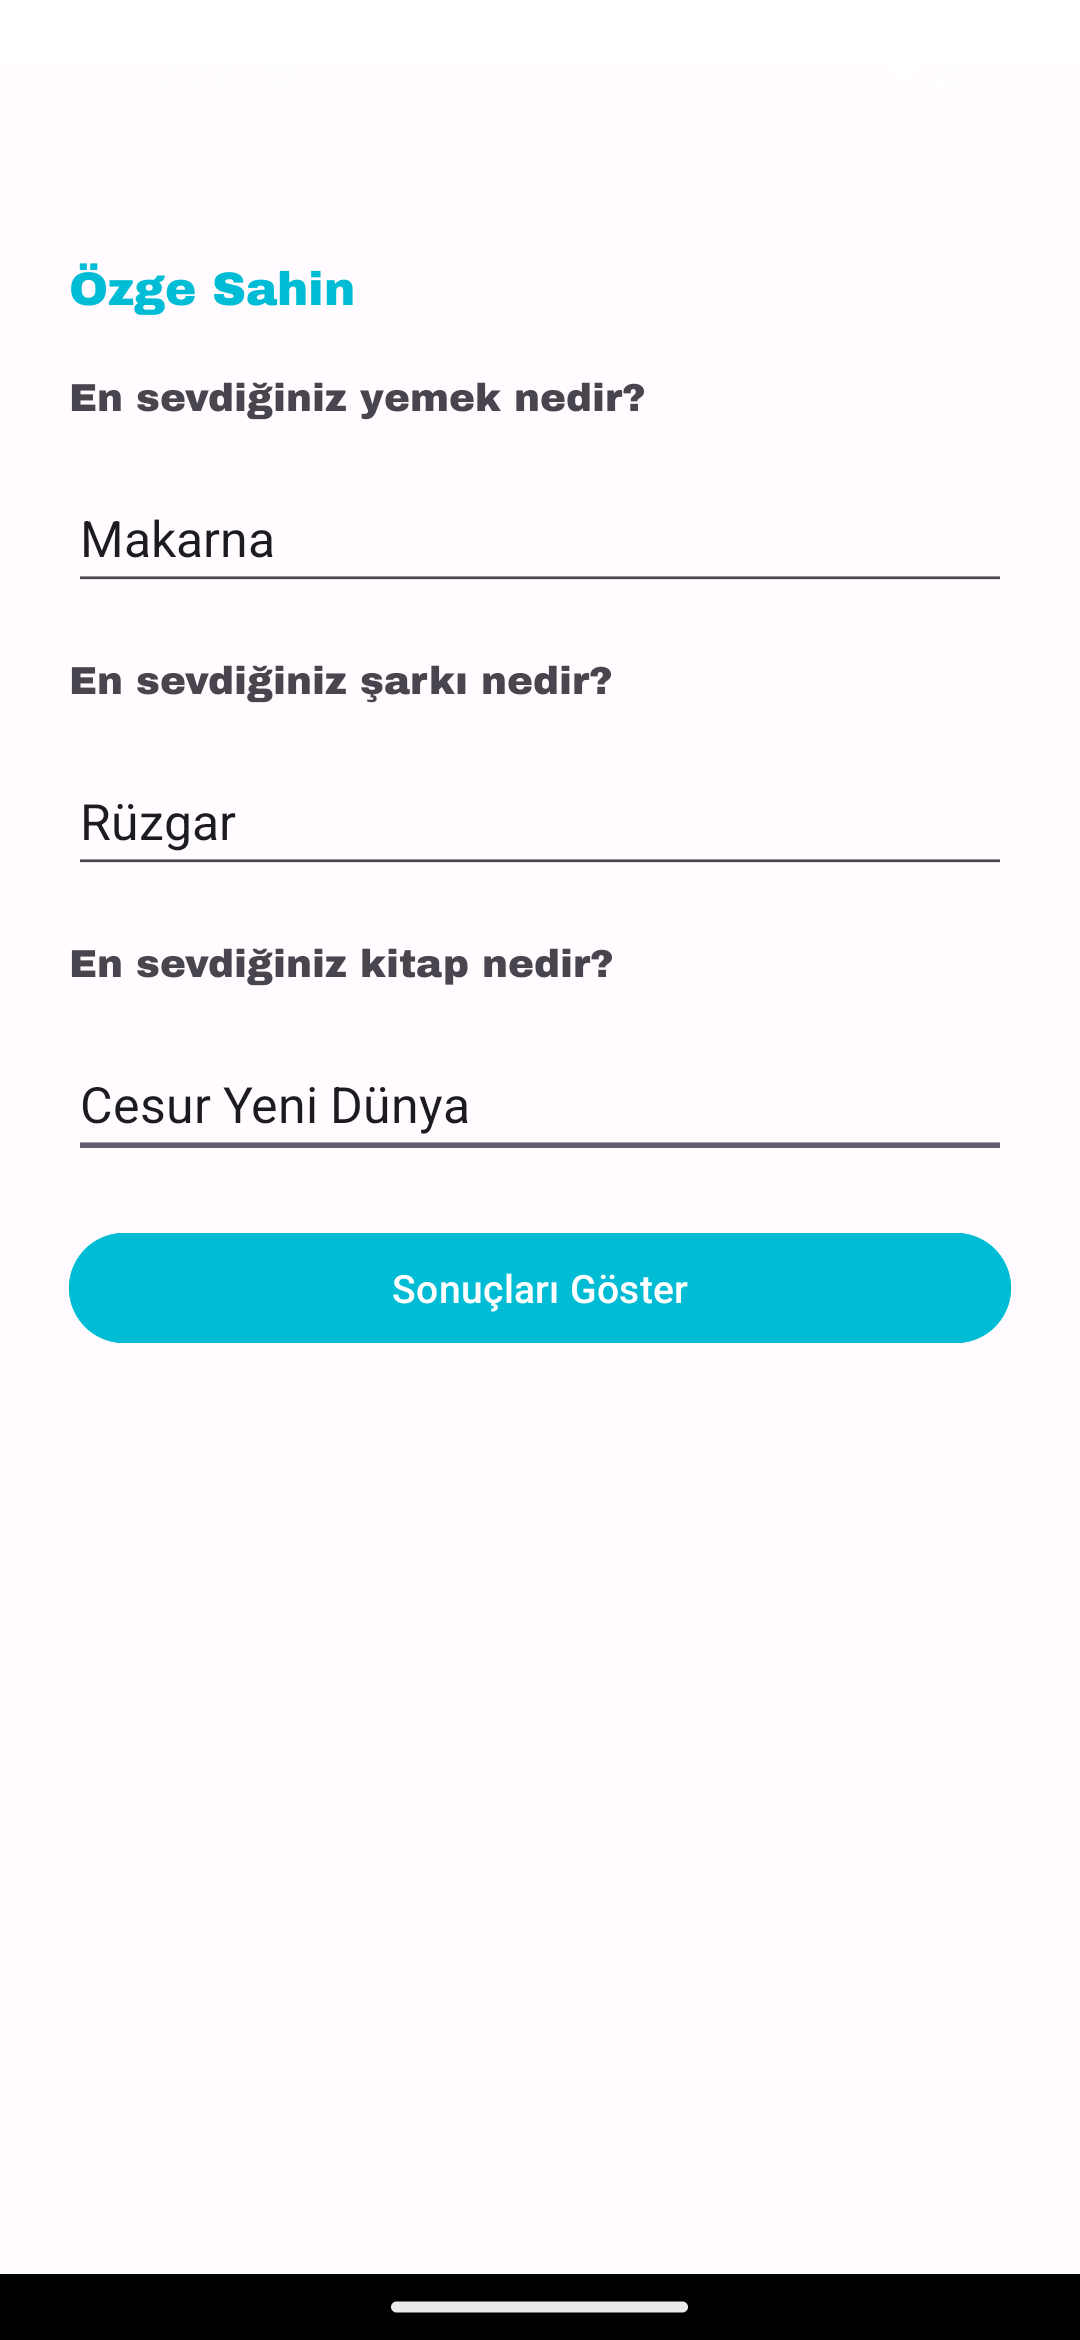 Özge Sahin
En sevdiğiniz yemek nedir?
Makarna
En sevdiğiniz şarkı nedir?
Rüzgar
En sevdiğiniz kitap nedir?
Cesur Yeni Dünya
Sonuçları Göster